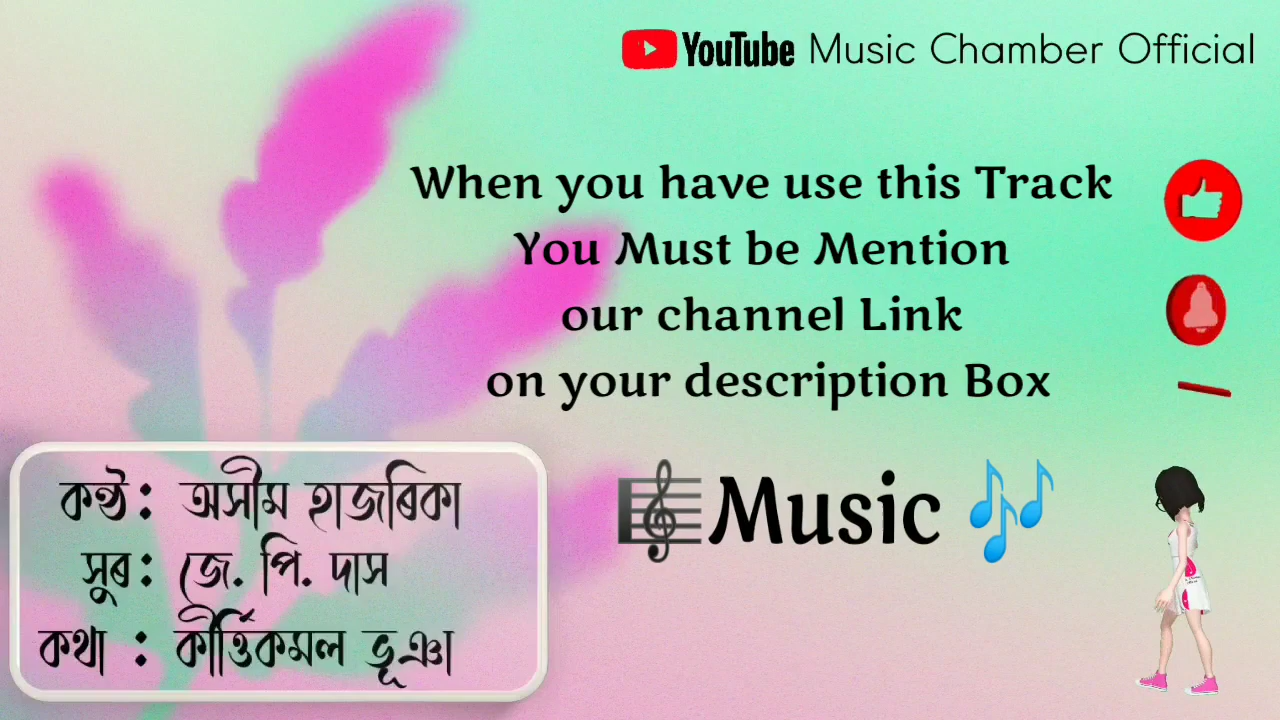 YouTube Music Chamber Official
When you have use this Track
You Must be Mention
our channel Link
on your description Box
Music
কন্ঠ : অসীম হাজৰিকা
সুৰ : জে. পি. দাস
কথা : কীৰ্ত্তিকমল ভূঞা